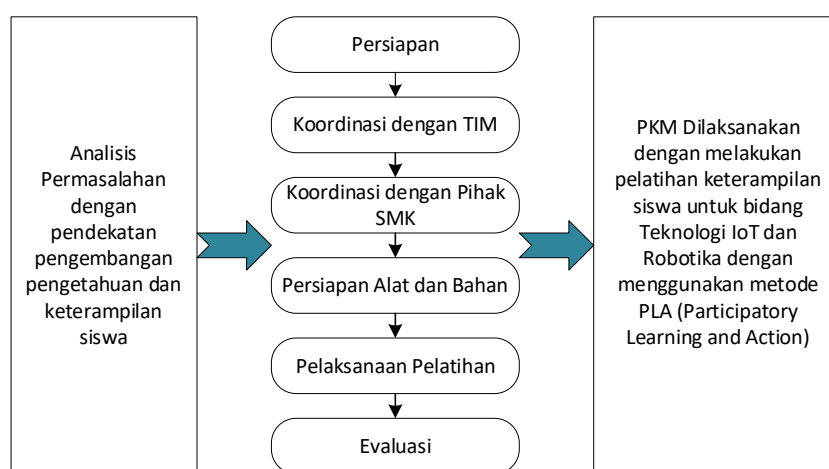 Analisis
Permasalahan
dengan
pendekatan
pengembangan
pengetahuan dan
keterampilan
siswa
Persiapan
Koordinasi dengan TIM
Koordinasi dengan Pihak
SMK
Persiapan Alat dan Bahan
Pelaksanaan Pelatihan
Evaluasi
PKM Dilaksanakan
dengan melakukan
pelatihan keterampilan
siswa untuk bidang
Teknologi IoT dan
Robotika dengan
menggunakan metode
PLA (Participatory
Learning and Action)